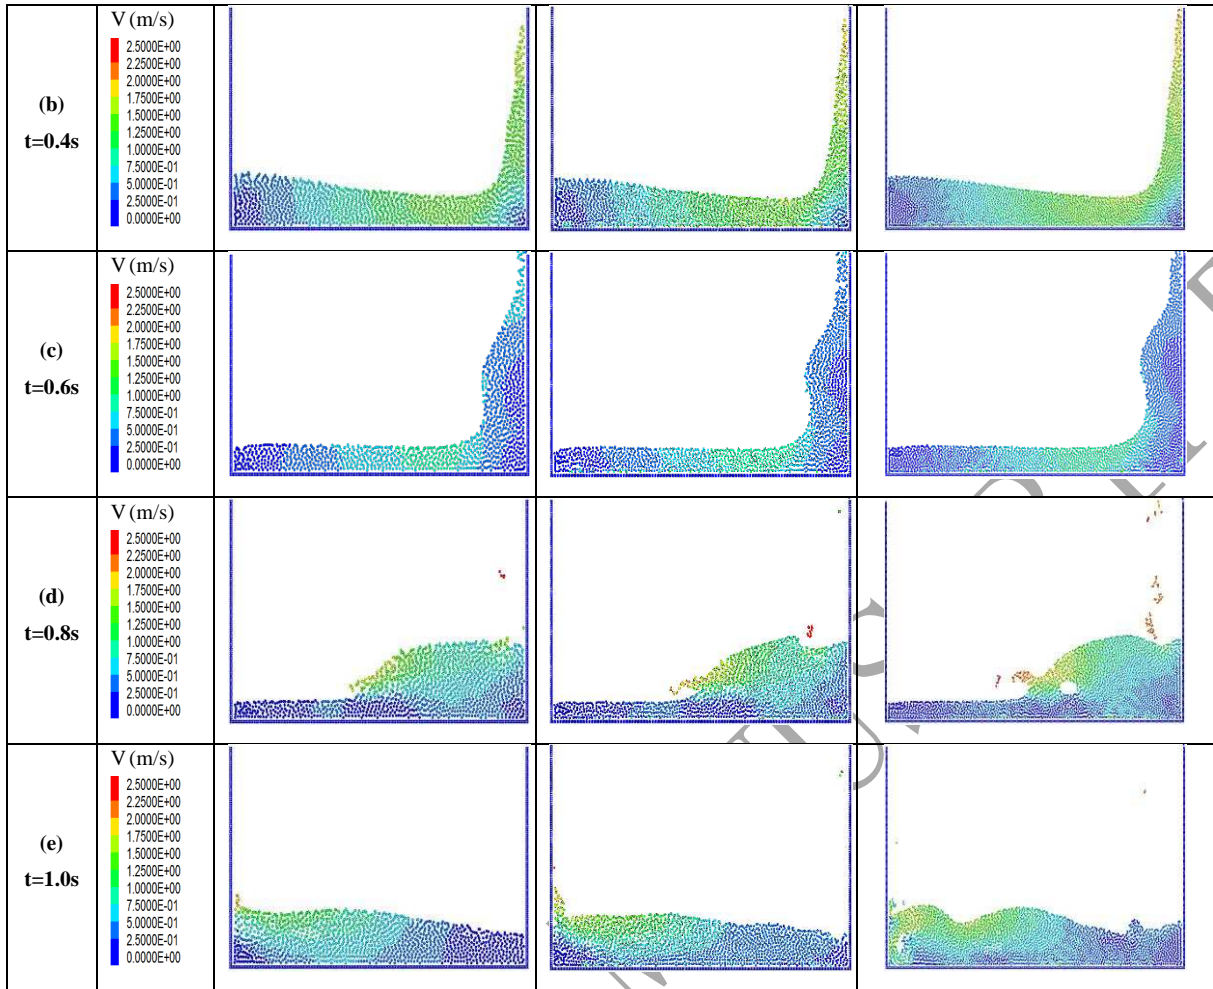 V (m/s)
2.5000E+00
2.2500E+00
2.0000E+00
1.7500E+00
1.5000E+00
1.2500E+00
1.0000E+00
7.5000E-01
5.0000E-01
2.5000E-01
0.0000E+00
(b)
t=0.4s
V (m/s)
2.5000E+00
2.2500E+00
2.0000E+00
1.7500E+00
1.5000E+00
1.2500E+00
1.0000E+00
7.5000E-01
5.0000E-01
2.5000E-01
0.0000E+00
(c)
t=0.6s
V (m/s)
2.5000E+00
2.2500E+00
2.0000E+00
1.7500E+00
1.5000E+00
1.2500E+00
1.0000E+00
7.5000E-01
5.0000E-01
2.5000E-01
0.0000E+00
(d)
t=0.8s
V (m/s)
2.5000E+00
2.2500E+00
2.0000E+00
1.7500E+00
1.5000E+00
1.2500E+00
1.0000E+00
7.5000E-01
5.0000E-01
2.5000E-01
0.0000E+00
(e)
t=1.0s